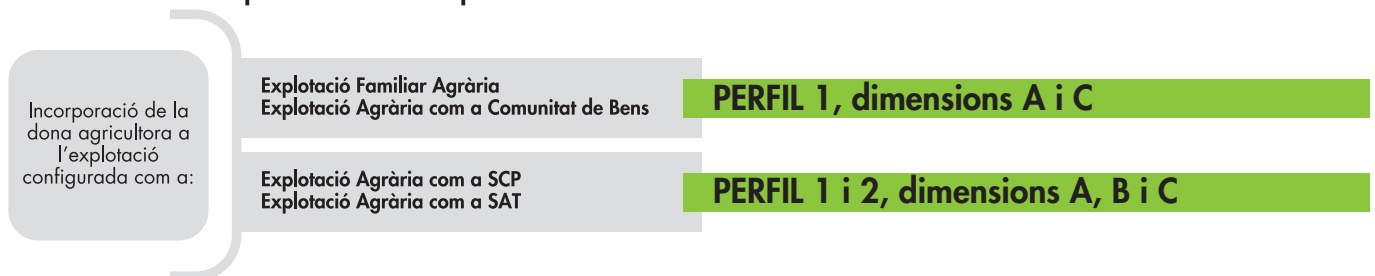 Incorporació de la
dona agricultora a
l'explotació
configurada com a:
Explotació Familiar Agrària
Explotació Agrària com a Comunitat de Bens
PERFIL 1, dimensions A i C
Explotació Agrària com a SCP
Explotació Agrària com a SAT
PERFIL 1 i 2, dimensions A, B i C